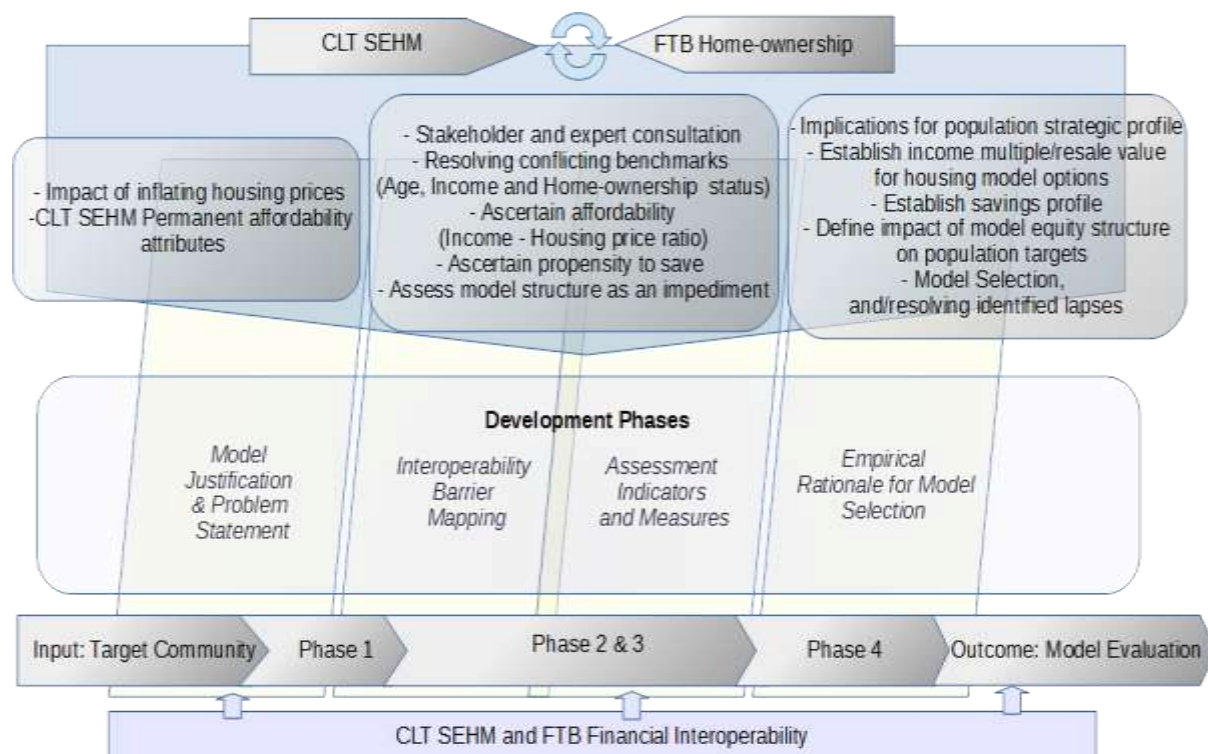 CLT SEHM
FTB Home-ownership
- Impact of inflating housing prices
-CLT SEHM Permanent affordability
attributes
- Stakeholder and expert consultation
- Resolving conflicting benchmarks
(Age, Income and Home-ownership status)
- Ascertain affordability
(Income - Housing price ratio)
- Ascertain propensity to save
- Assess model structure as an impediment
- Implications for population strategic profile
- Establish income multiple/resale value
for housing model options
- Establish savings profile
- Define impact of model equity structure
on population targets
- Model Selection,
and/resolving identified lapses
Development Phases
Model
Justification
& Problem
Statement
Interoperability
Barrier
Mapping
Assessment
Indicators
and Measures
Empirical
Rationale for Model
Selection
Input: Target Community
Phase 1
Phase 2 & 3
Phase 4
Outcome: Model Evaluation
CLT SEHM and FTB Financial Interoperability